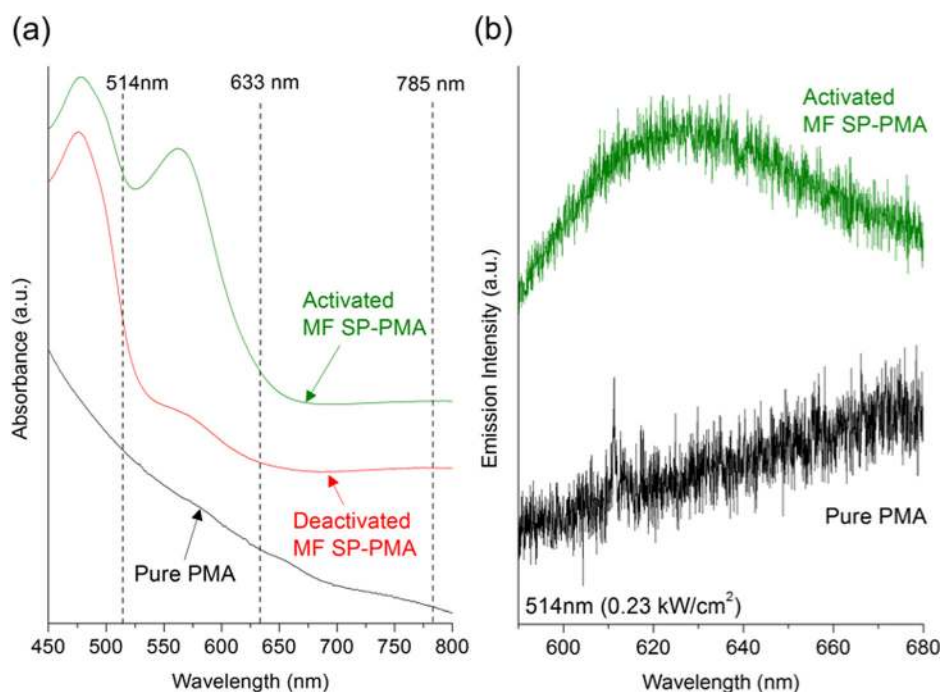 (a)
(b)
514nm
633 nm
785 nm
Activated
MF SP-PMA
Deactivated
MF SP-PMA
Pure PMA
Absorbance (a.u.)
450 500 550 600 650 700 750 800
Wavelength (nm)
Activated
MF SP-PMA
Pure PMA
514nm (0.23 kW/cm²)
Emission Intensity (a.u.)
600 620 640 660 680
Wavelength (nm)